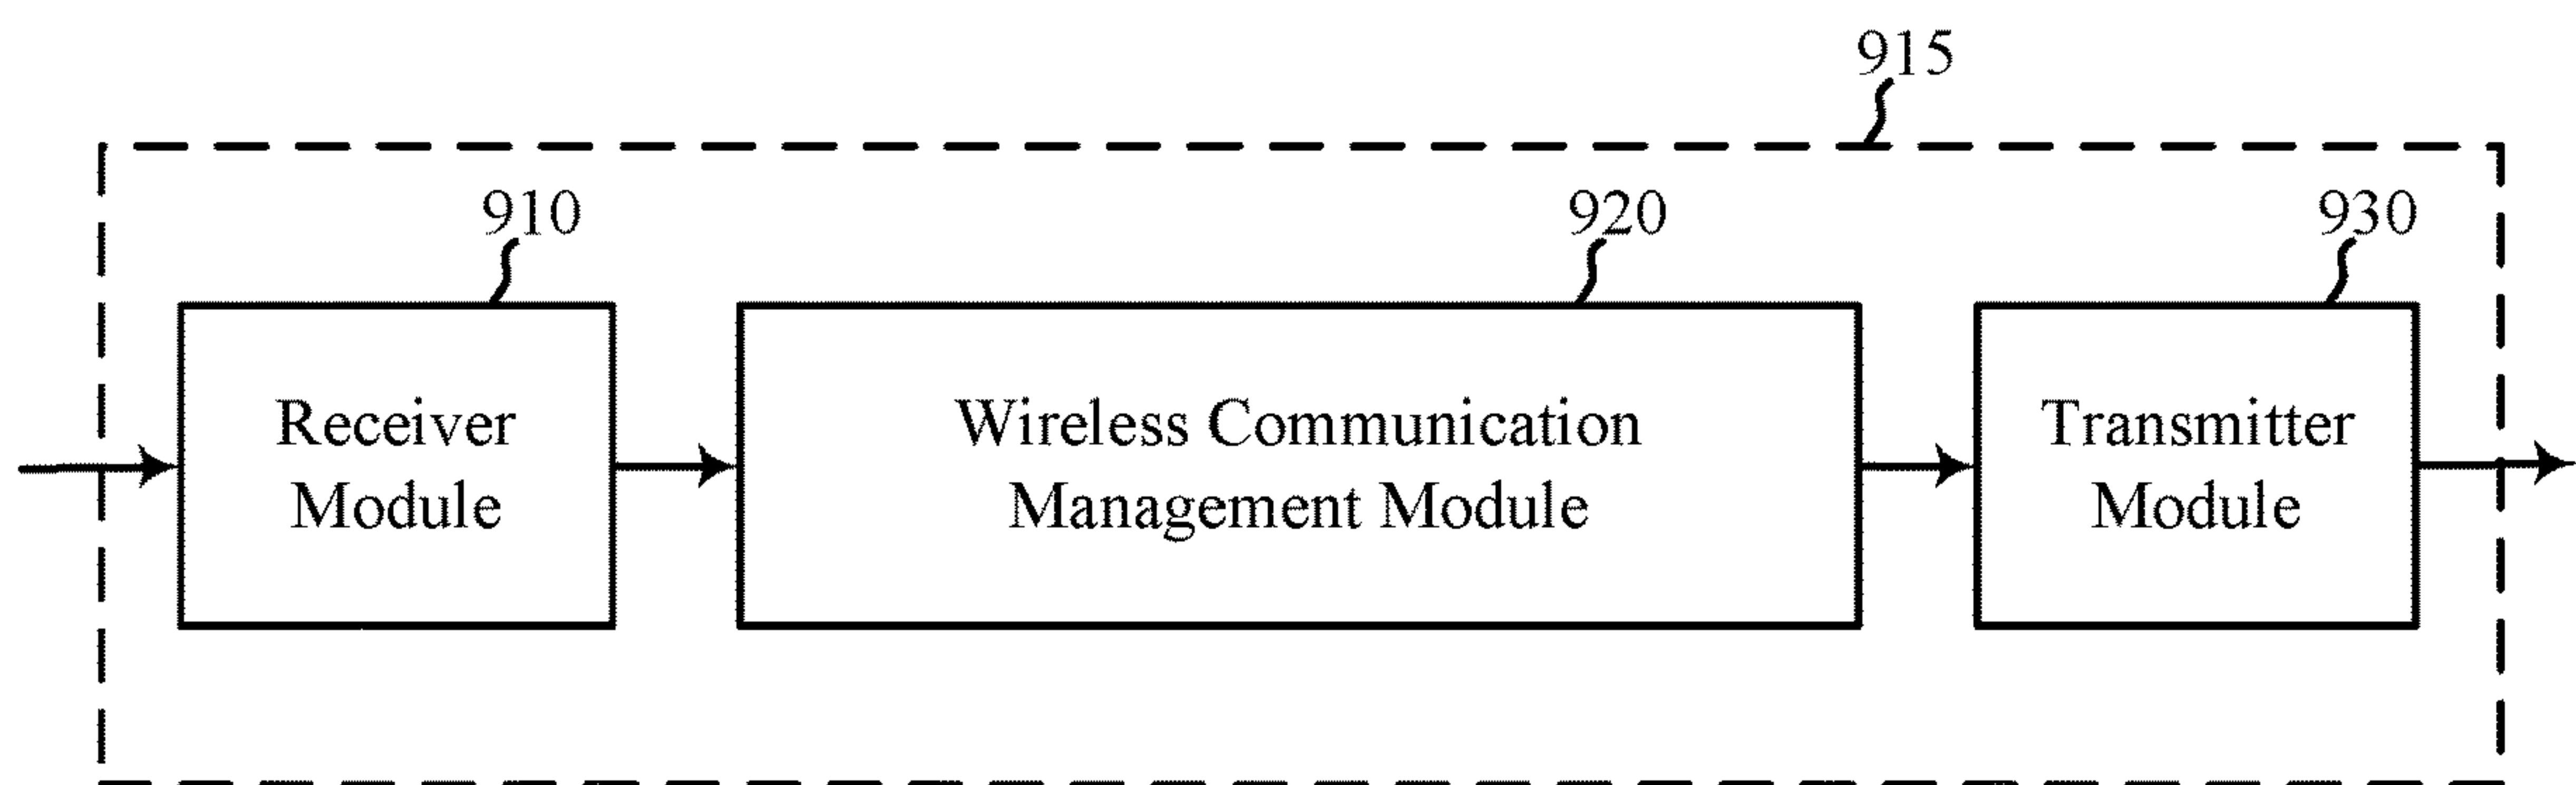 915
910
920
930
Receiver
Module
Wireless Communication
Management Module
Transmitter
Module